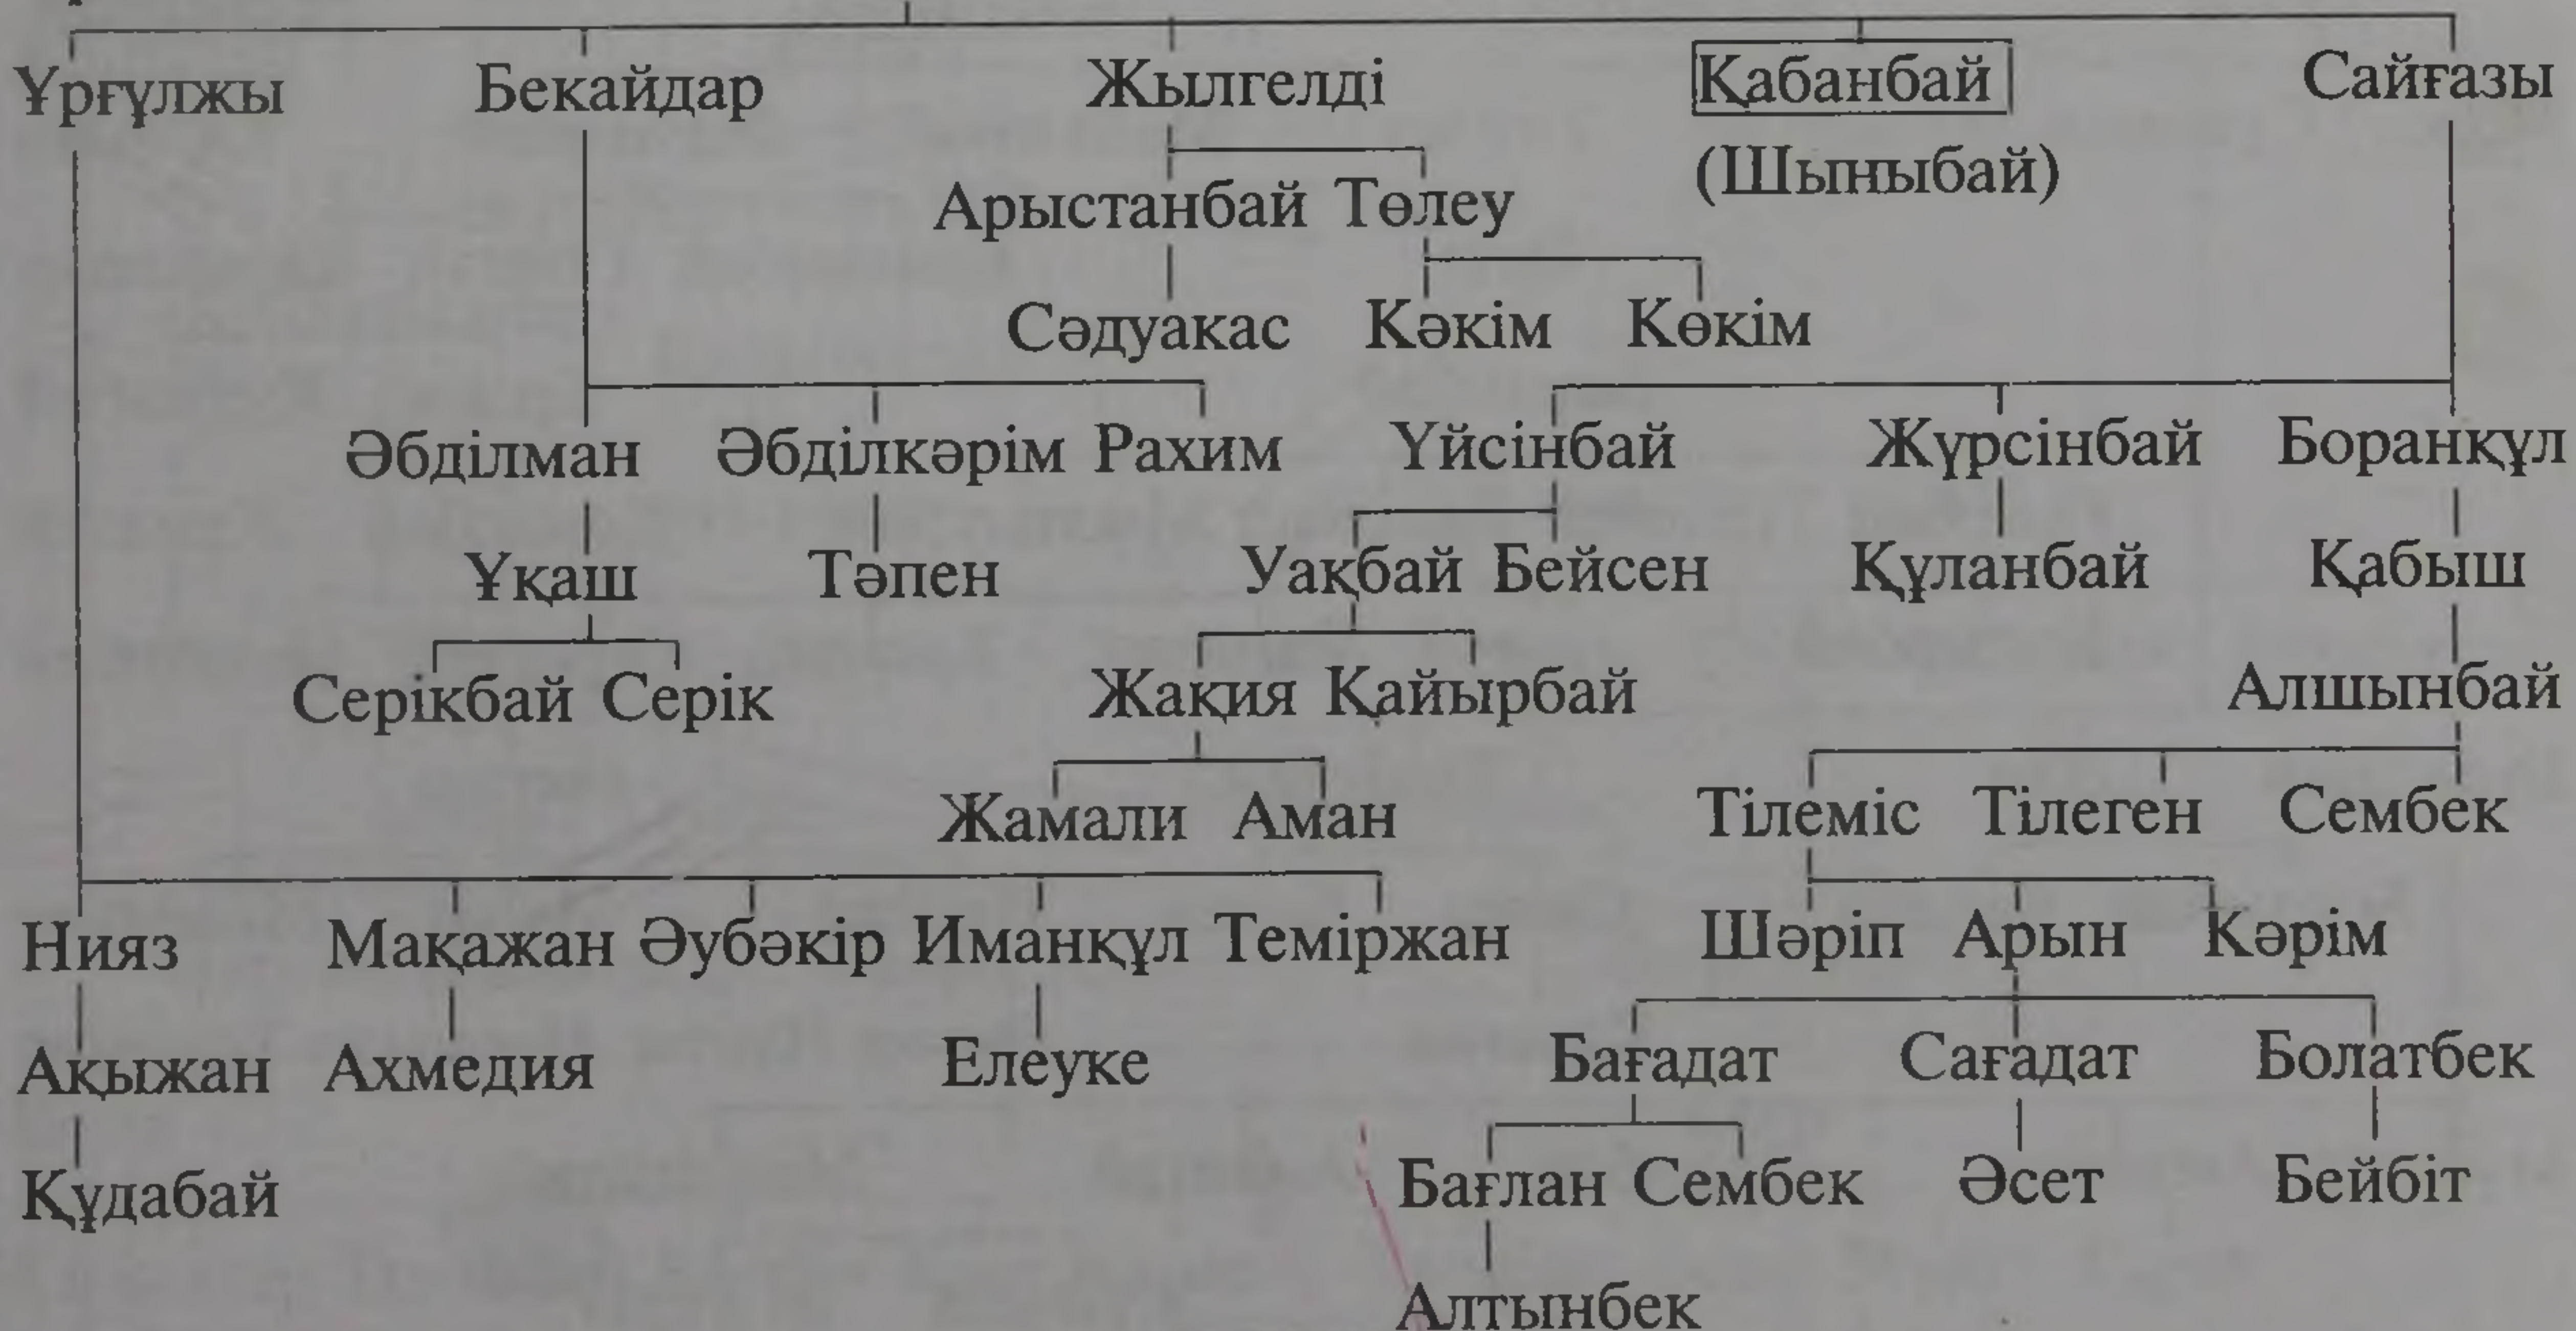 Ұрғұлжы Бекайдар Жылгелді Қабанбай Сайғазы
(Шыныбай)
Арыстанбай Төлеу
Сәдуакас Кәкім Көкім
Әбділман Әбділкәрім Рахим Үйсінбай Жүрсінбай Боранқұл
Ұқаш Тәпен Уақбай Бейсен Құланбай Қабыш
Серікбай Серік Жақия Қайырбай Алшынбай
Жамали Аман Тілеміс Тілеген Сембек
Нияз Мақажан Әубәкір Иманқұл Теміржан Шәріп Арын Кәрім
Ақыжан Ахмедия Елеуке Бағадат Сағадат Болатбек
Құдабай Бағлан Сембек Әсет Бейбіт
Алтынбек